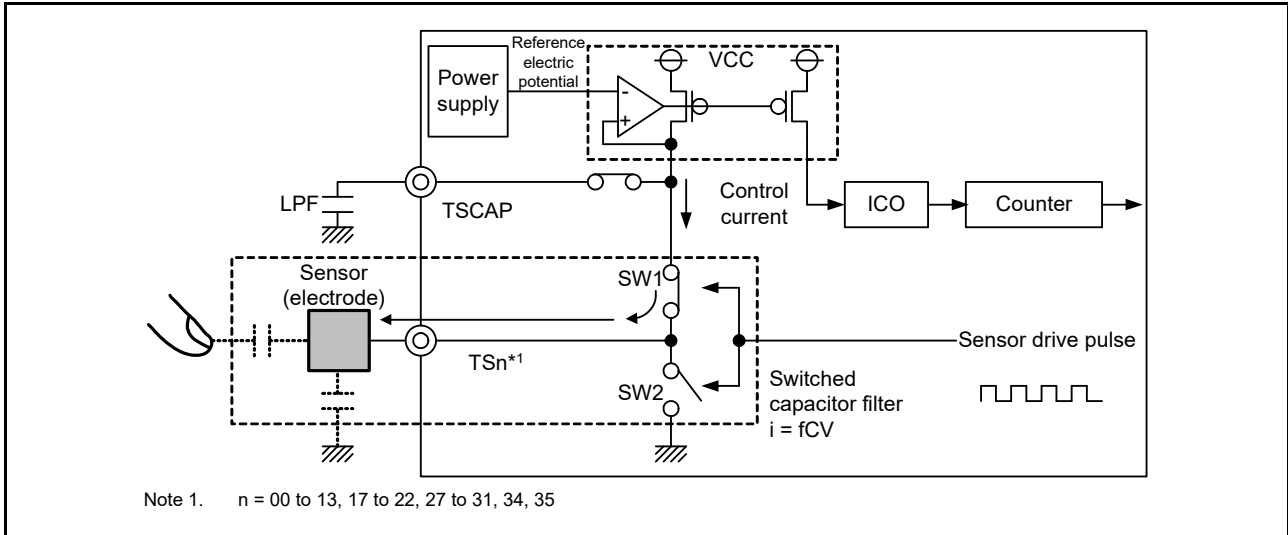 Reference
electric
potential
Power
supply
VCC
-
+
LPF
TSCAP
Control
current
ICO
Counter
Sensor
(electrode)
SW1
TSn*1
SW2
Sensor drive pulse
Switched
capacitor filter
i = fCV
Note 1. n = 00 to 13, 17 to 22, 27 to 31, 34, 35